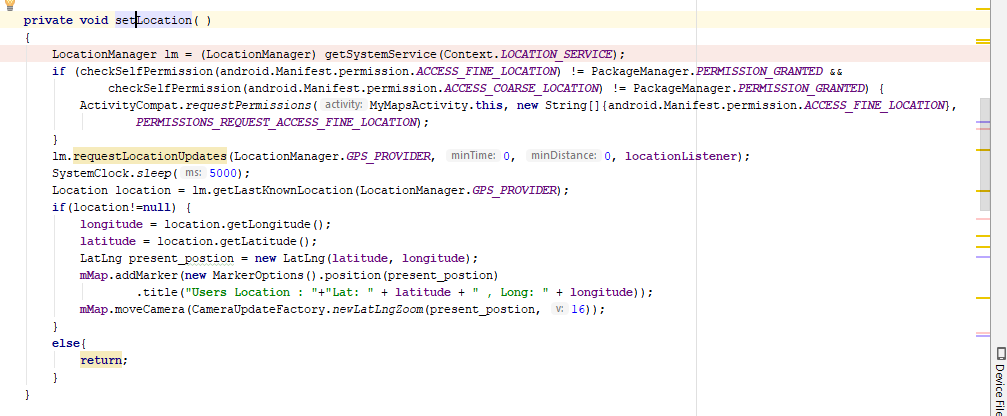 private void setLocation( )
{
LocationManager lm = (LocationManager) getSystemService(Context.LOCATION_SERVICE);
if (checkSelfPermission(android.Manifest.permission.ACCESS_FINE_LOCATION) != PackageManager.PERMISSION_GRANTED &&
checkSelfPermission(android.Manifest.permission.ACCESS_COARSE_LOCATION) != PackageManager.PERMISSION_GRANTED) {
ActivityCompat.requestPermissions( activity: MyMapsActivity.this, new String[]{android.Manifest.permission.ACCESS_FINE_LOCATION},
PERMISSIONS_REQUEST_ACCESS_FINE_LOCATION);
}
lm.requestLocationUpdates(LocationManager.GPS_PROVIDER, minTime: 0, minDistance: 0, locationListener);
SystemClock.sleep( ms: 5000);
Location location = lm.getLastKnownLocation(LocationManager.GPS_PROVIDER);
if(location!=null) {
longitude = location.getLongitude();
latitude = location.getLatitude();
LatLng present_postion = new LatLng(latitude, longitude);
mMap.addMarker(new MarkerOptions().position(present_postion)
.title("Users Location : "+"Lat: " + latitude + " , Long: " + longitude));
mMap.moveCamera(CameraUpdateFactory.newLatLngZoom(present_postion, v: 16));
}
else{
return;
}
}